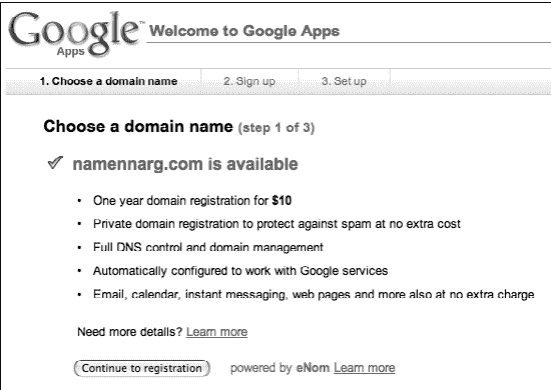 Google™ Welcome to Google Apps
Apps
1. Choose a domain name 2. Sign up 3. Set up
Choose a domain name (step 1 of 3)
namennarg.com is available
• One year domain registration for $10
• Private domain registration to protect against spam at no extra cost
• Full DNS control and domain management
• Automatically configured to work with Google services
• Email, calendar, instant messaging, web pages and more also at no extra charge
Need more details? Learn more
Continue to registration powered by eNom Learn more